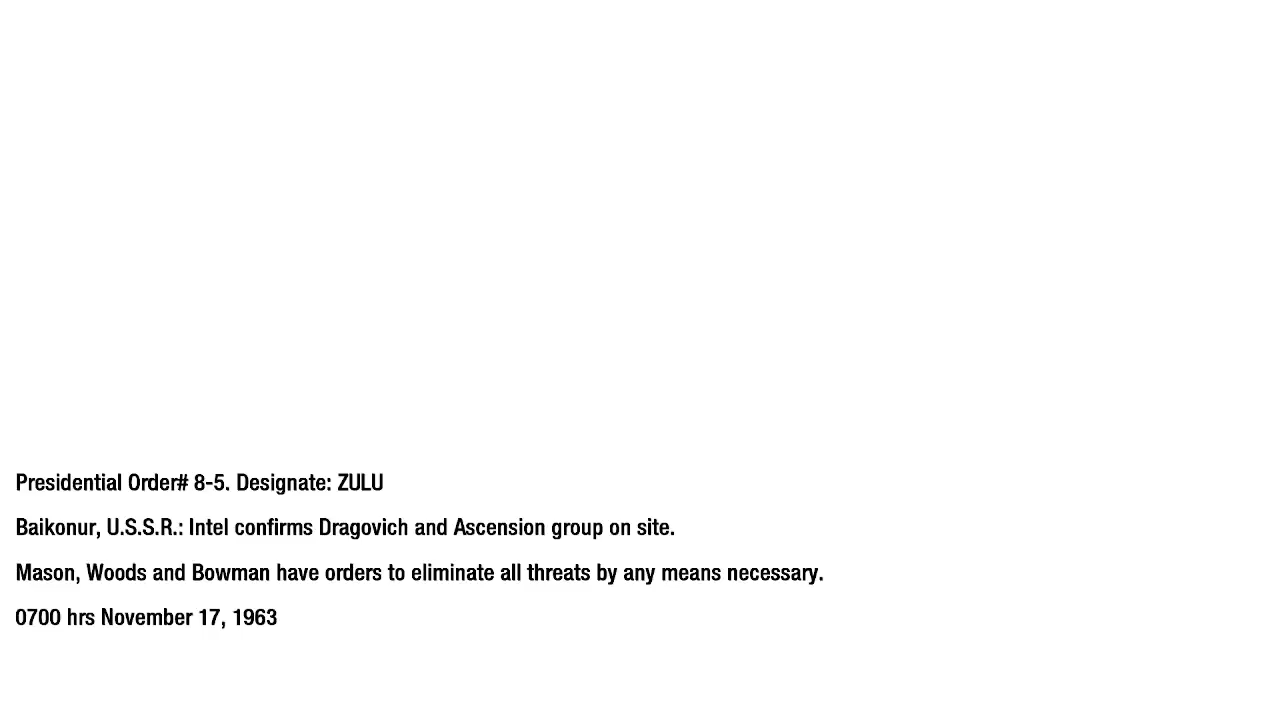 Presidential Order# 8-5. Designate: ZULU
Baikonur, U.S.S.R.: Intel confirms Dragovich and Ascension group on site.
Mason, Woods and Bowman have orders to eliminate all threats by any means necessary.
0700 hrs November 17, 1963